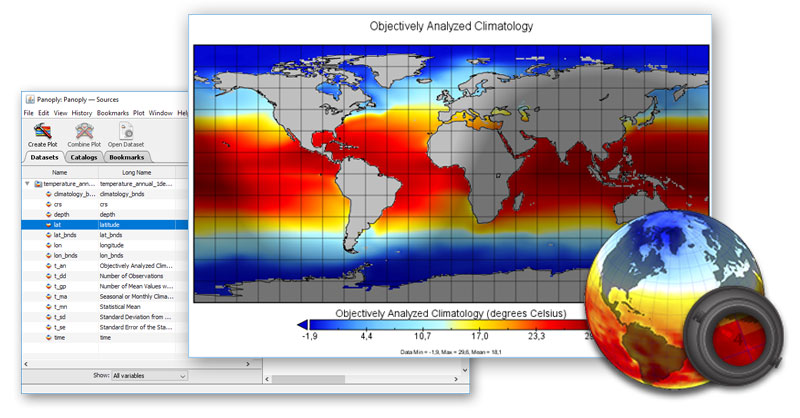 Objectively Analyzed Climatology
Panoply: Panoply — Sources
File Edit View History Bookmarks Plot Window Help
Create Plot Combine Plot Open Dataset
Datasets Catalogs Bookmarks
Name Long Name
temperature_ann... temperature_annual_1de...
climatology_b... climatology_bnds
crs crs
depth depth
lat latitude
lat_bnds lat_bnds
lon longitude
lon_bnds lon_bnds
t_an Objectively Analyzed Clim...
t_dd Number of Observations
t_gp Number of Mean Values w...
t_ma Seasonal or Monthly Clima...
t_mn Statistical Mean
t_sd Standard Deviation from ...
t_se Standard Error of the Sta...
time time
Show: All variables
Objectively Analyzed Climatology (degrees Celsius)
-1,9 4,4 10,7 17,0 23,3
Data Min = -1,9, Max = 29,6, Mean = 18,1